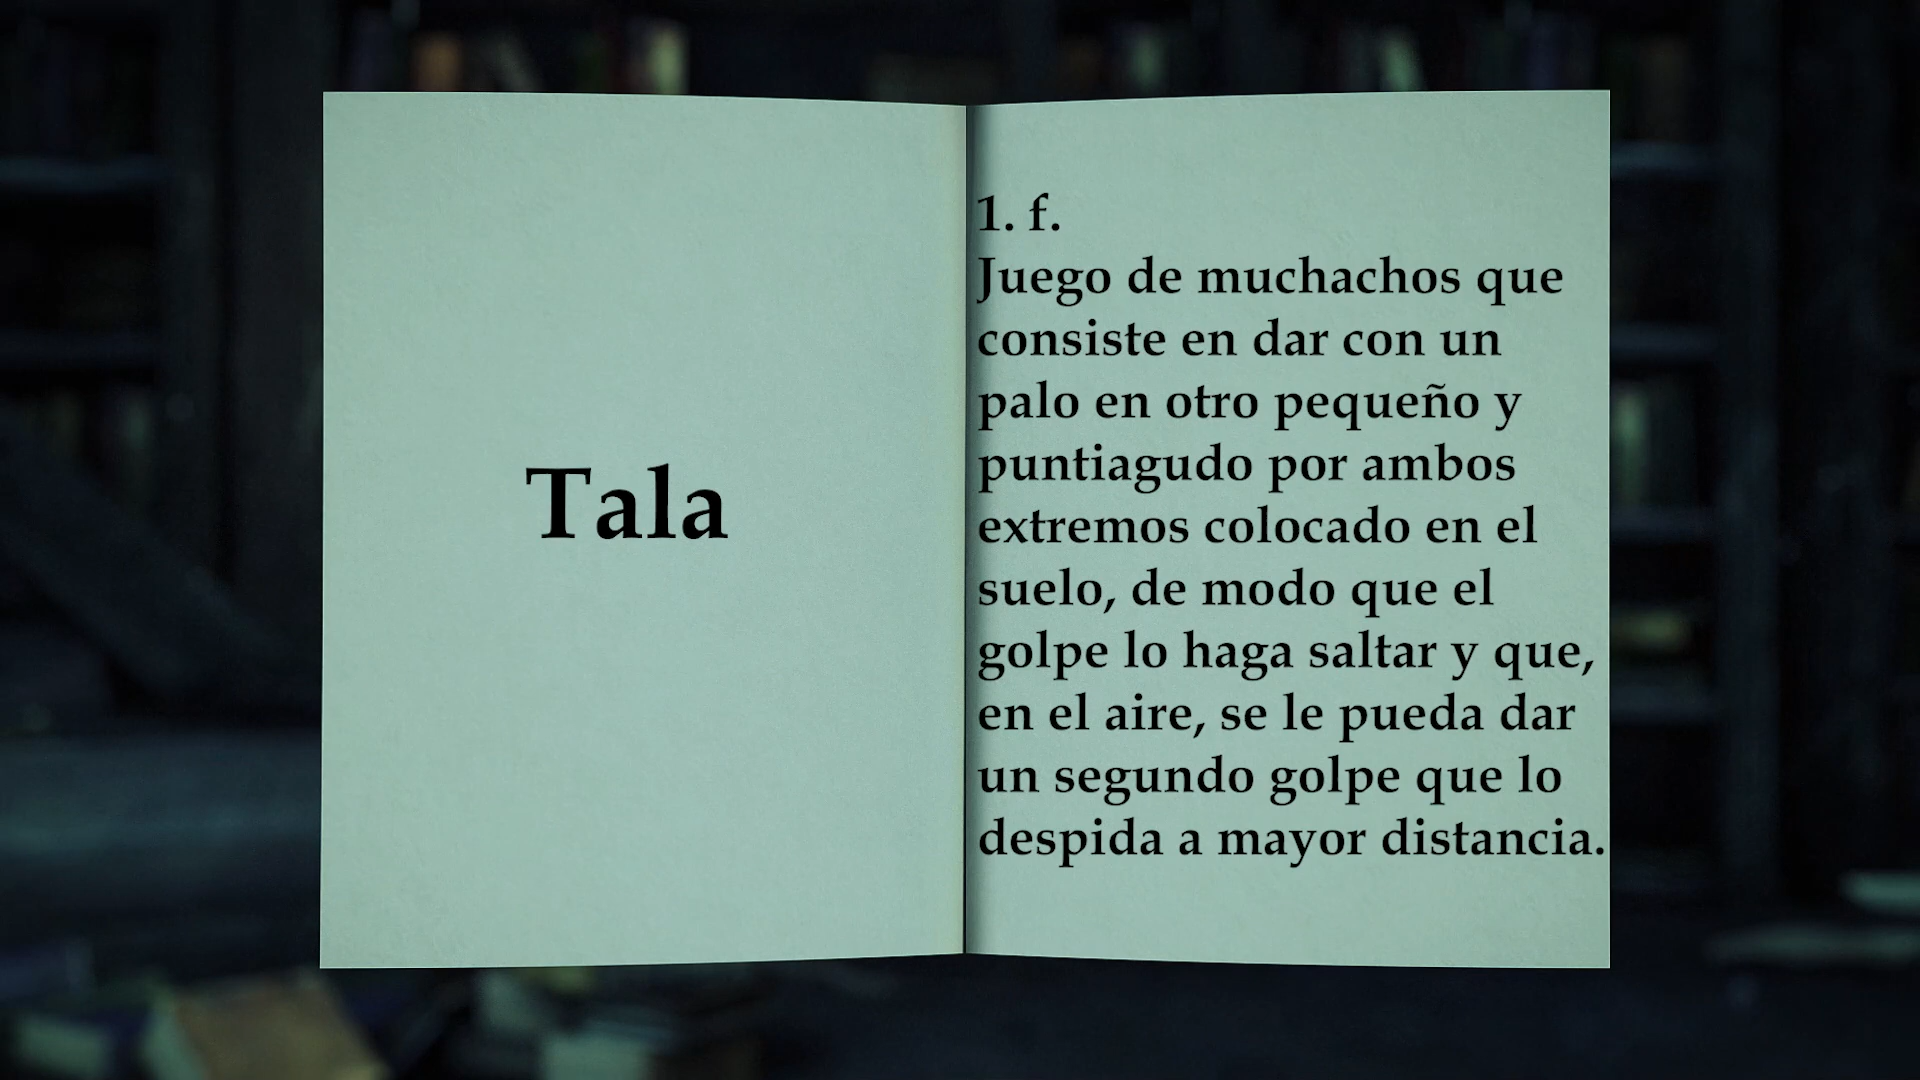 Tala
1. f.
Juego de muchachos que
consiste en dar con un
palo en otro pequeño y
puntiagudo por ambos
extremos colocado en el
suelo, de modo que el
golpe lo haga saltar y que,
en el aire, se le pueda dar
un segundo golpe que lo
despida a mayor distancia.